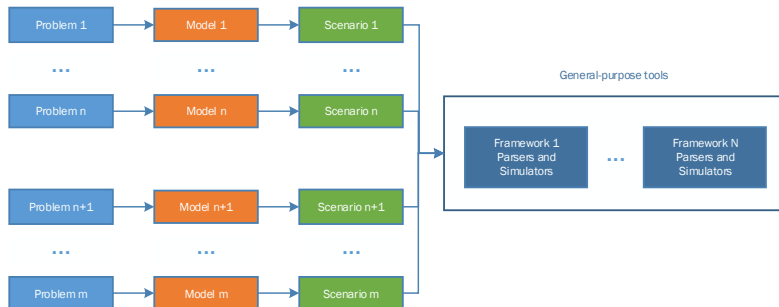 Problem 1
Model 1
Scenario 1
...
...
...
General-purpose tools
Problem n
Model n
Scenario n
Framework 1
Parsers and
Simulators
...
Framework N
Parsers and
Simulators
Problem n+1
Model n+1
Scenario n+1
...
...
...
Problem m
Model m
Scenario m